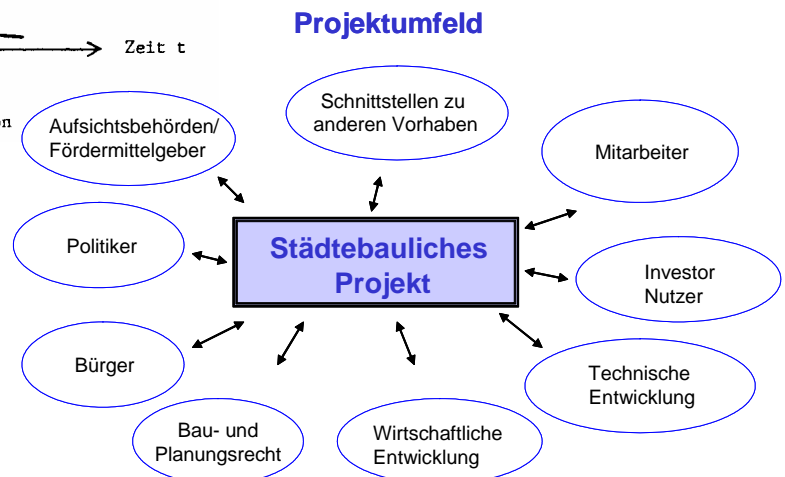 Projektumfeld
Zeit t
on
Aufsichtsbehörden/
Fördermittelgeber
Schnittstellen zu
anderen Vorhaben
Mitarbeiter
Politiker
Städtebauliches
Projekt
Investor
Nutzer
Bürger
Technische
Entwicklung
Bau- und
Planungsrecht
Wirtschaftliche
Entwicklung